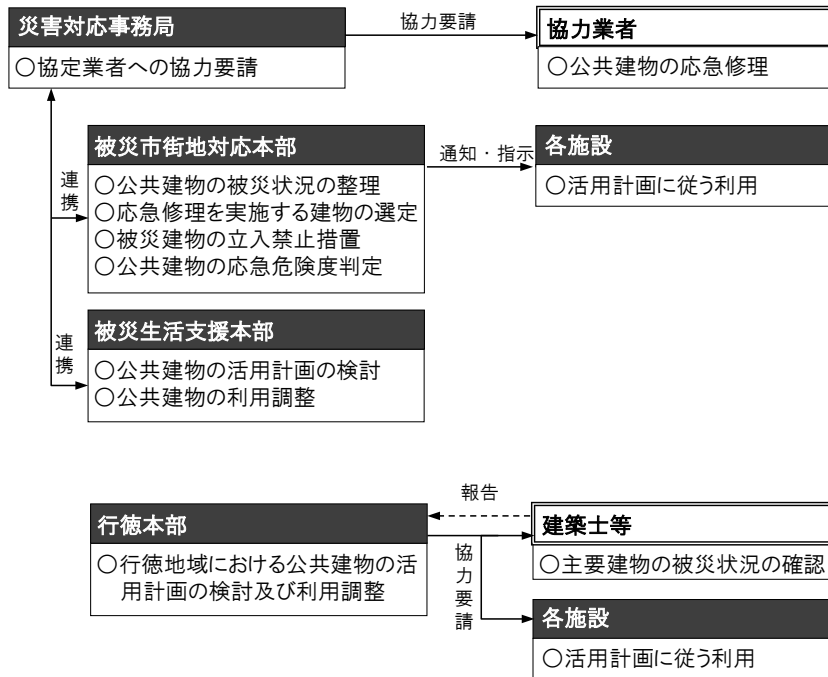 災害対応事務局
○協定業者への協力要請
協力要請
協力業者
○公共建物の応急修理
連携
被災市街地対応本部
○公共建物の被災状況の整理
○応急修理を実施する建物の選定
○被災建物の立入禁止措置
○公共建物の応急危険度判定
通知・指示
各施設
○活用計画に従う利用
連携
被災生活支援本部
○公共建物の活用計画の検討
○公共建物の利用調整
行徳本部
○行徳地域における公共建物の活
用計画の検討及び利用調整
報告
協力要請
建築士等
○主要建物の被災状況の確認
各施設
○活用計画に従う利用